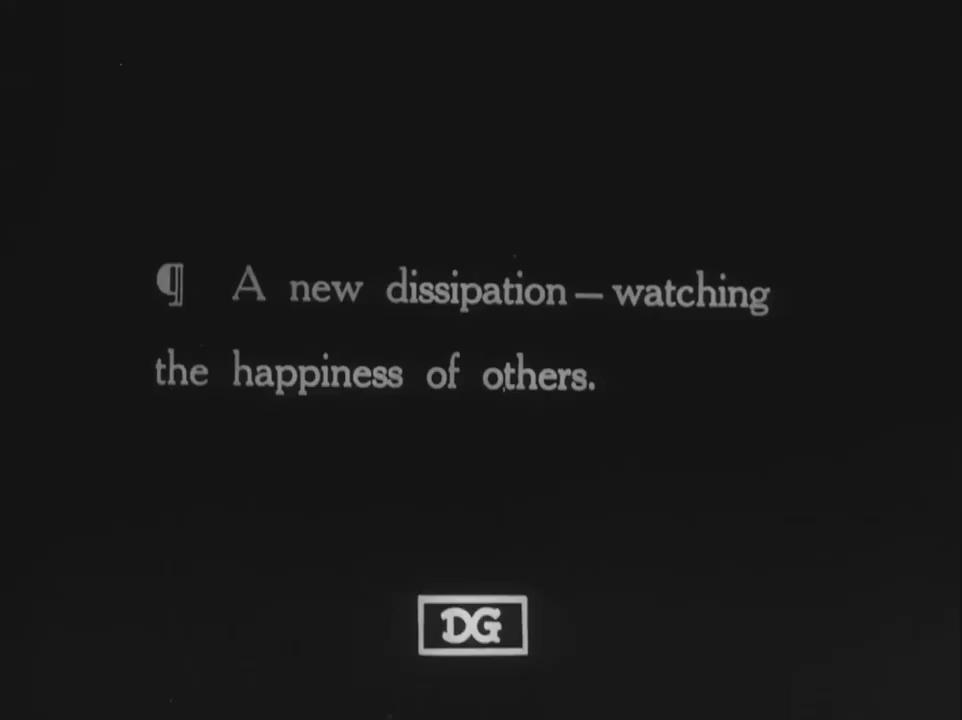 ¶ A new dissipation — watching
the happiness of others.
DG